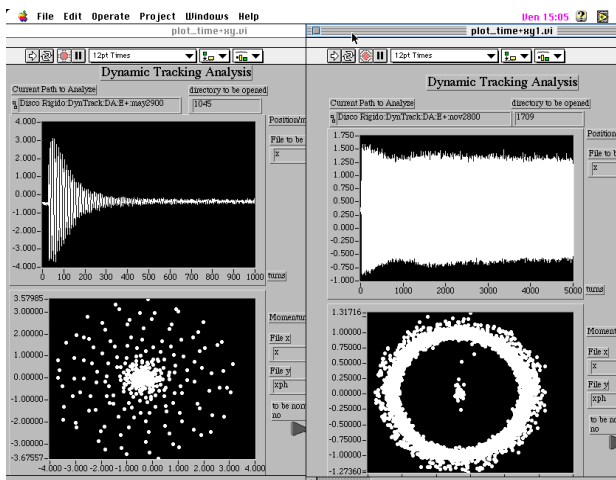 File Edit Operate Project Windows Help
Ven 15:05
plot_time+xy.vi
12pt Times
Dynamic Tracking Analysis
Current Path to Analyze
directory to be opened
Disco Rigido:DynTrack:DA:E+:may2900
1045
Position/m
File to be
x
4.000
3.000
2.000
1.000
0.000
-1.000
-2.000
-3.000
-4.000
0 100 200 300 400 500 600 700 800 900 1000
turns
3.57985
3.00000
2.00000
1.00000
0.00000
-1.00000
-2.00000
-3.00000
-3.67557
-4.000 -3.000 -2.000 -1.000 0.000 1.000 2.000 3.000 4.000
Momentum
File x
x
File y
xph
to be nor
no
plot_time+xy1.vi
12pt Times
Dynamic Tracking Analysis
Current Path to Analyze
directory to be opened
Disco Rigido:DynTrack:DA:E+:nov2800
1709
Position
File to b
x
1.750
1.500
1.250
1.000
0.750
0.500
0.250
0.000
-0.250
-0.500
-0.750
-1.000
0 1000 2000 3000 4000 5000
turns
1.31716
1.00000
0.75000
0.50000
0.25000
0.00000
-0.25000
-0.50000
-0.75000
-1.00000
-1.27360
Moment
File x
x
File y
xph
to be no
no